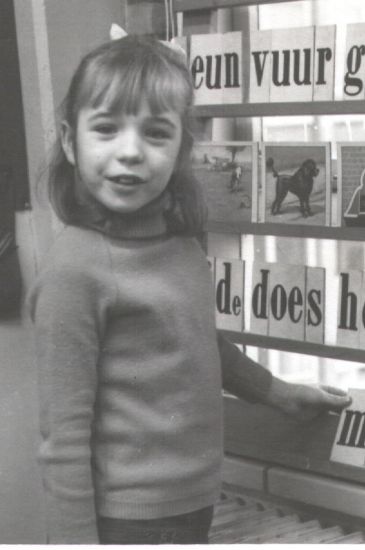 eun vuur g
de does h
m